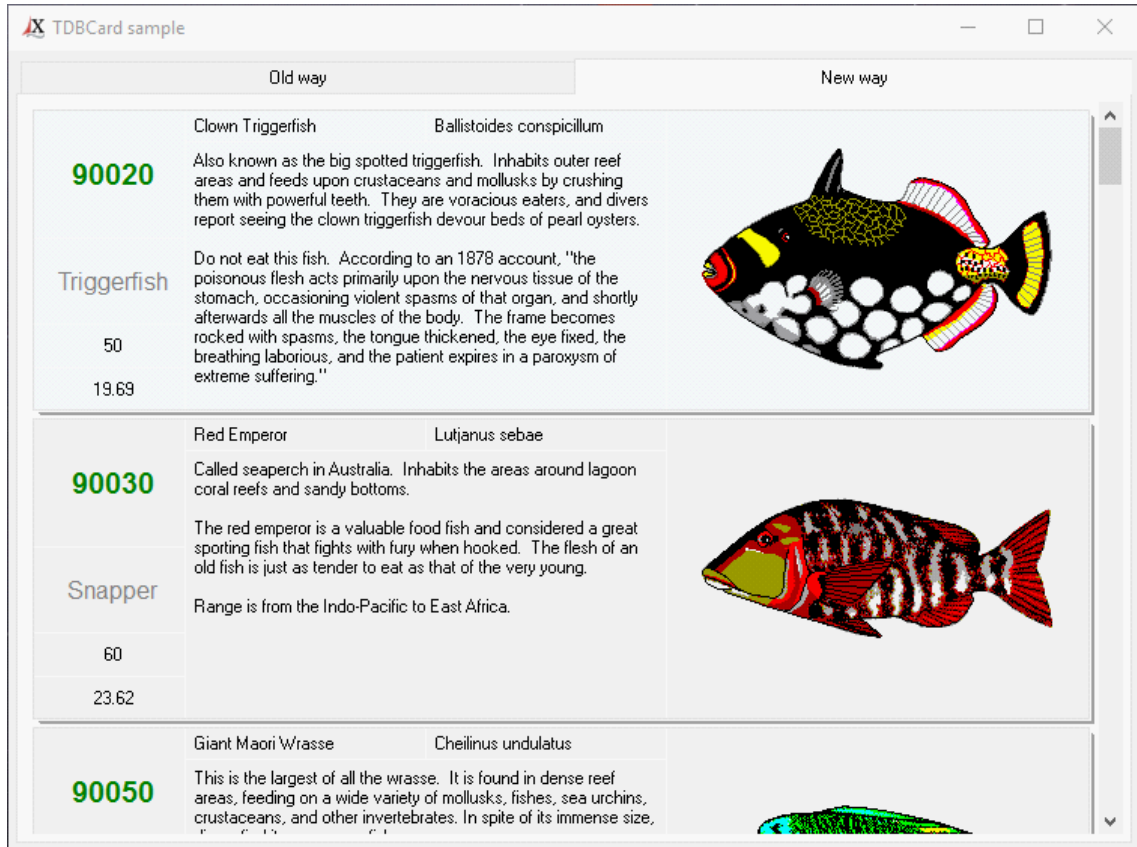 TDBCard sample
Old way
New way
Clown Triggerfish
Ballistoides conspicillum
90020
Also known as the big spotted triggerfish.  Inhabits outer reef
areas and feeds upon crustaceans and mollusks by crushing
them with powerful teeth.  They are voracious eaters, and divers
report seeing the clown triggerfish devour beds of pearl oysters.
Do not eat this fish.  According to an 1878 account, "the
poisonous flesh acts primarily upon the nervous tissue of the
stomach, occasioning violent spasms of that organ, and shortly
afterwards all the muscles of the body.  The frame becomes
rocked with spasms, the tongue thickened, the eye fixed, the
breathing laborious, and the patient expires in a paroxysm of
extreme suffering."
Triggerfish
50
19.69
Red Emperor
Lutjanus sebae
90030
Called seaperch in Australia.  Inhabits the areas around lagoon
coral reefs and sandy bottoms.
The red emperor is a valuable food fish and considered a great
sporting fish that fights with fury when hooked.  The flesh of an
old fish is just as tender to eat as that of the very young.
Range is from the Indo-Pacific to East Africa.
Snapper
60
23.62
Giant Maori Wrasse
Cheilinus undulatus
90050
This is the largest of all the wrasse.  It is found in dense reef
areas, feeding on a wide variety of mollusks, fishes, sea urchins,
crustaceans, and other invertebrates. In spite of its immense size,